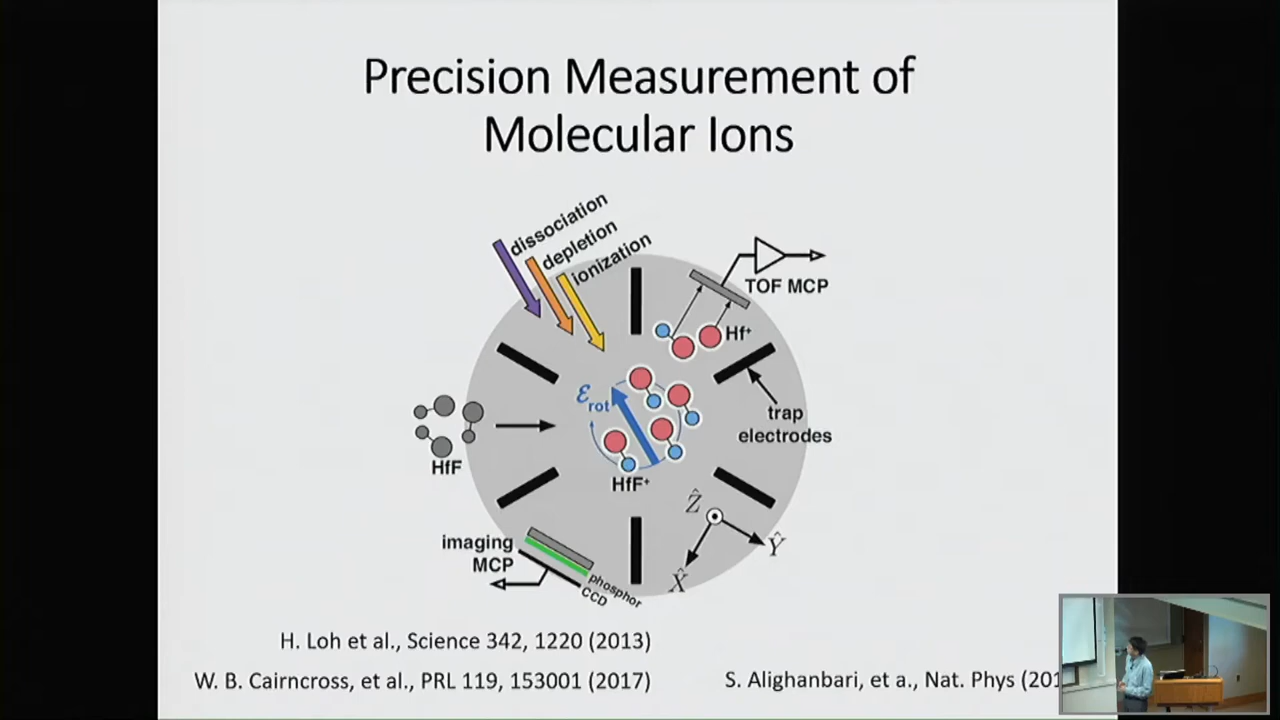 Precision Measurement of
Molecular Ions
dissociation
depletion
ionization
TOF MCP
Hf⁺
ℰrot
trap
electrodes
HfF
HfF⁺
Ẑ
Ŷ
X̂
imaging
MCP
phosphor
CCD
H. Loh et al., Science 342, 1220 (2013)
W. B. Cairncross, et al., PRL 119, 153001 (2017)
S. Alighanbari, et a., Nat. Phys (201